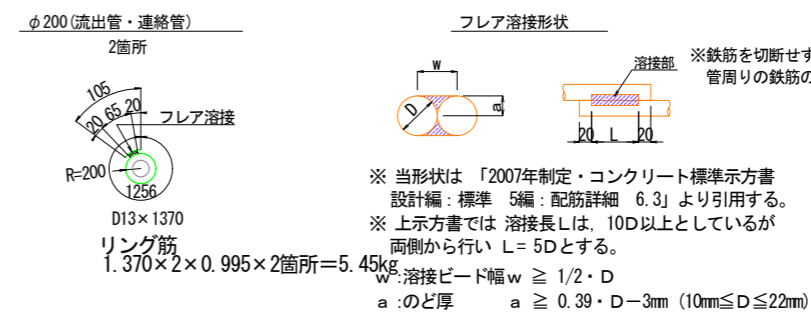 φ200(流出管・連絡管)
2箇所
105
20 65 20
フレア溶接
R=200
1256
D13×1370
リング筋
1.370×2×0.995×2箇所＝5.45kg
フレア溶接形状
w
D
a
溶接部
20 L 20
※鉄筋を切断せず
管周りの鉄筋の
※ 当形状は 「2007年制定・コンクリート標準示方書
設計編：標準 5編：配筋詳細 6.3」より引用する。
※ 上示方書では 溶接長Lは, 10D以上としているが
両側から行い L= 5Dとする。
w :溶接ビード幅w ≧ 1/2・D
a :のど厚 a ≧ 0.39・D－3mm (10mm≦D≦22mm)